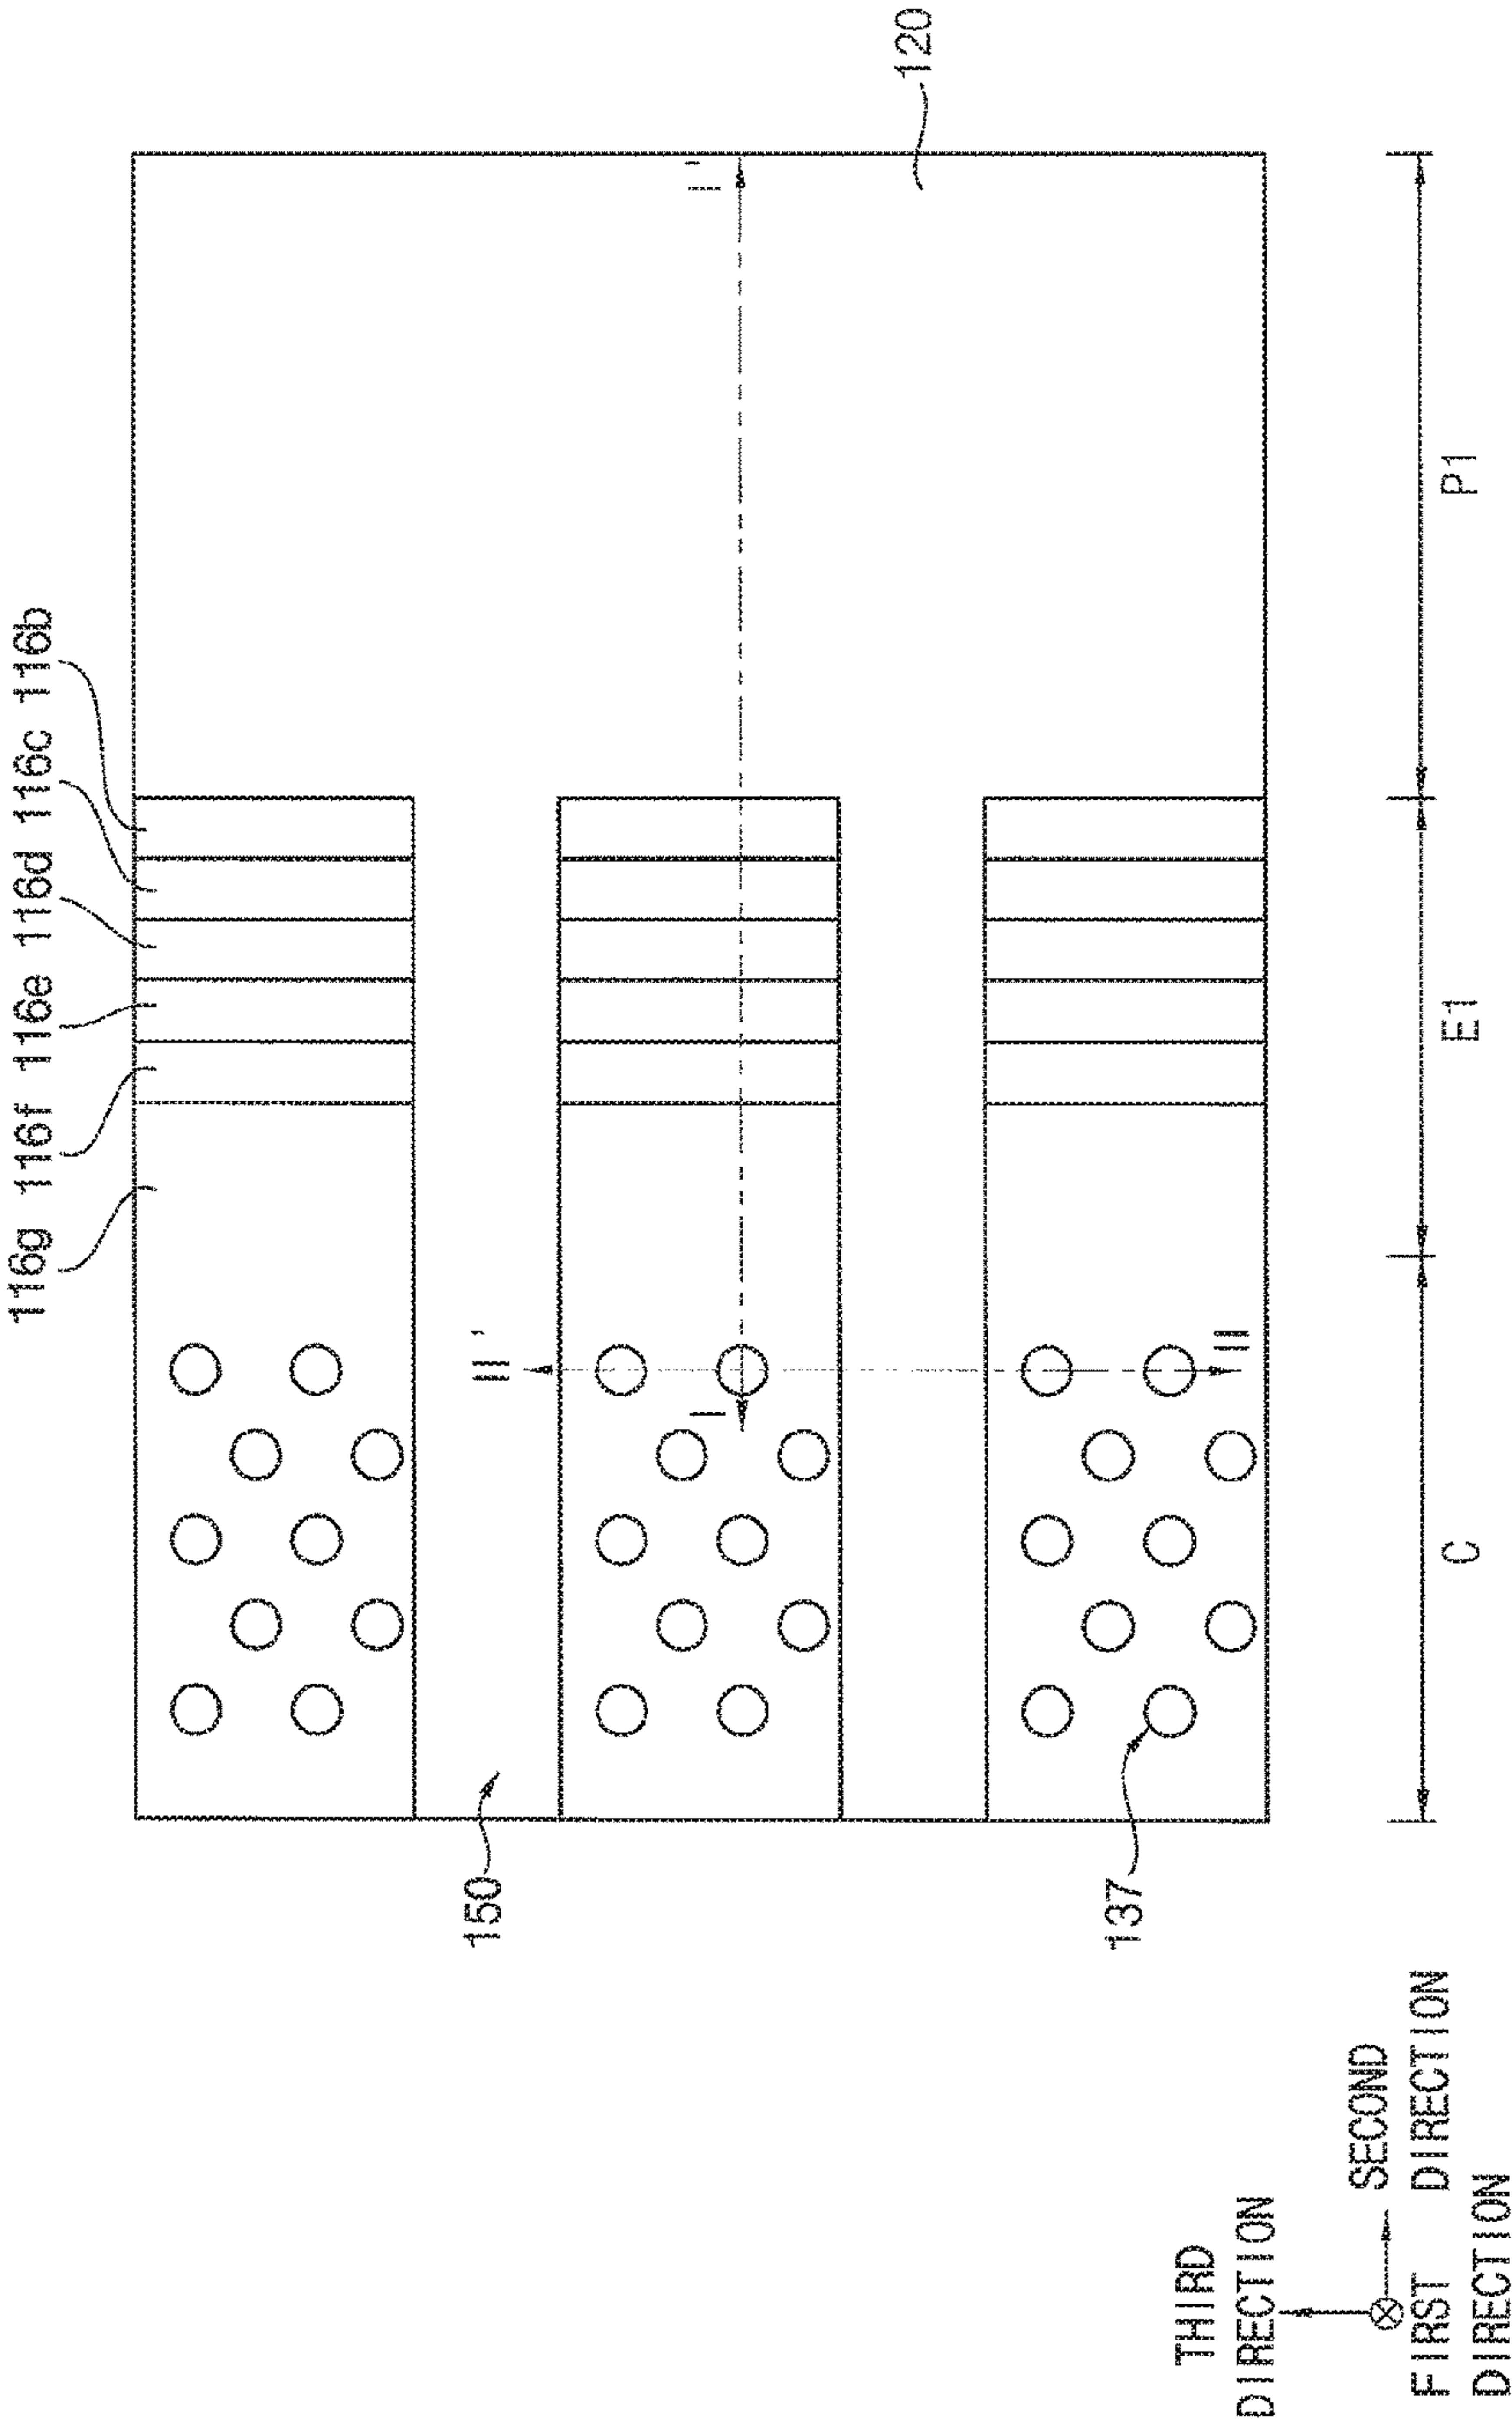 116g 116f 116e 116d 116c 116b
II'
I'
I
II
150
137
120
C
E1
P1
THIRD
DIRECTION
SECOND
DIRECTION
FIRST
DIRECTION